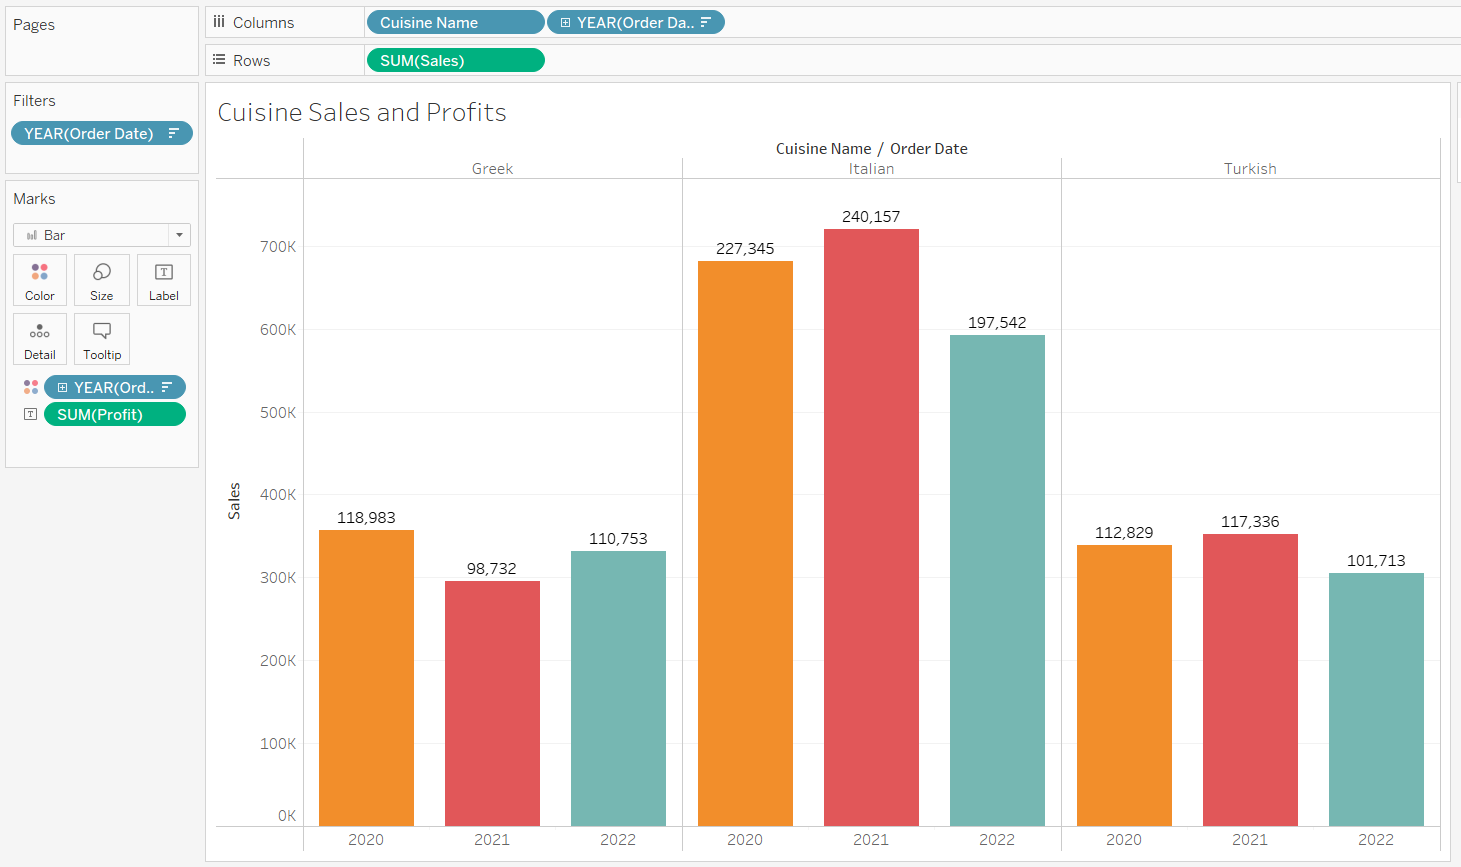 Pages
Columns
Cuisine Name
YEAR(Order Da..
Rows
SUM(Sales)
Filters
YEAR(Order Date)
Marks
Bar
Color
Size
T
Label
Detail
Tooltip
YEAR(Ord..
T
SUM(Profit)
Cuisine Sales and Profits
Cuisine Name / Order Date
Greek Italian Turkish
Sales
700K
600K
500K
400K
300K
200K
100K
0K
118,983
98,732
110,753
227,345
240,157
197,542
112,829
117,336
101,713
2020 2021 2022 2020 2021 2022 2020 2021 2022